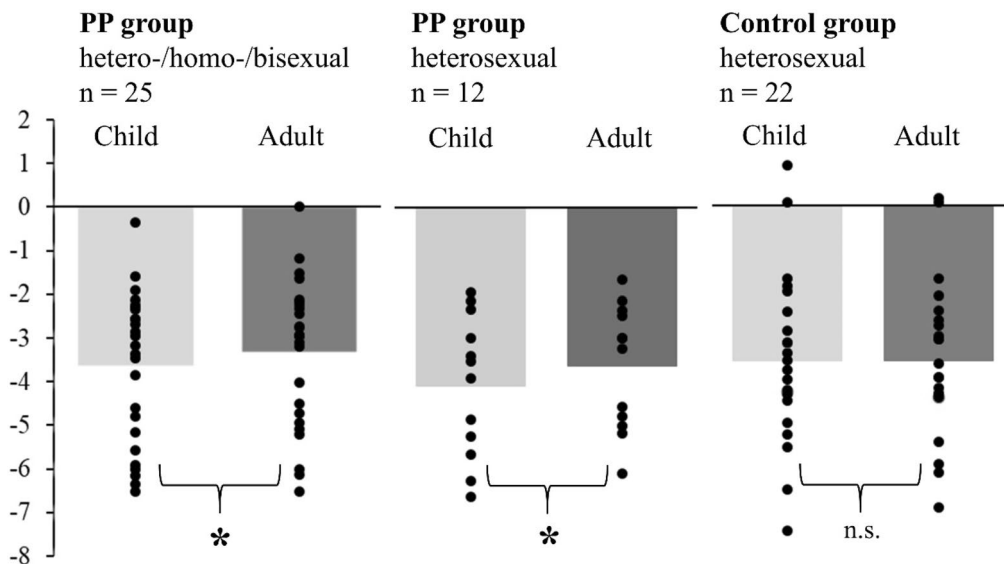 PP group
hetero-/homo-/bisexual
n = 25
PP group
heterosexual
n = 12
Control group
heterosexual
n = 22
Child
Adult
Child
Adult
Child
Adult
2
1
0
-1
-2
-3
-4
-5
-6
-7
-8
*
*
n.s.